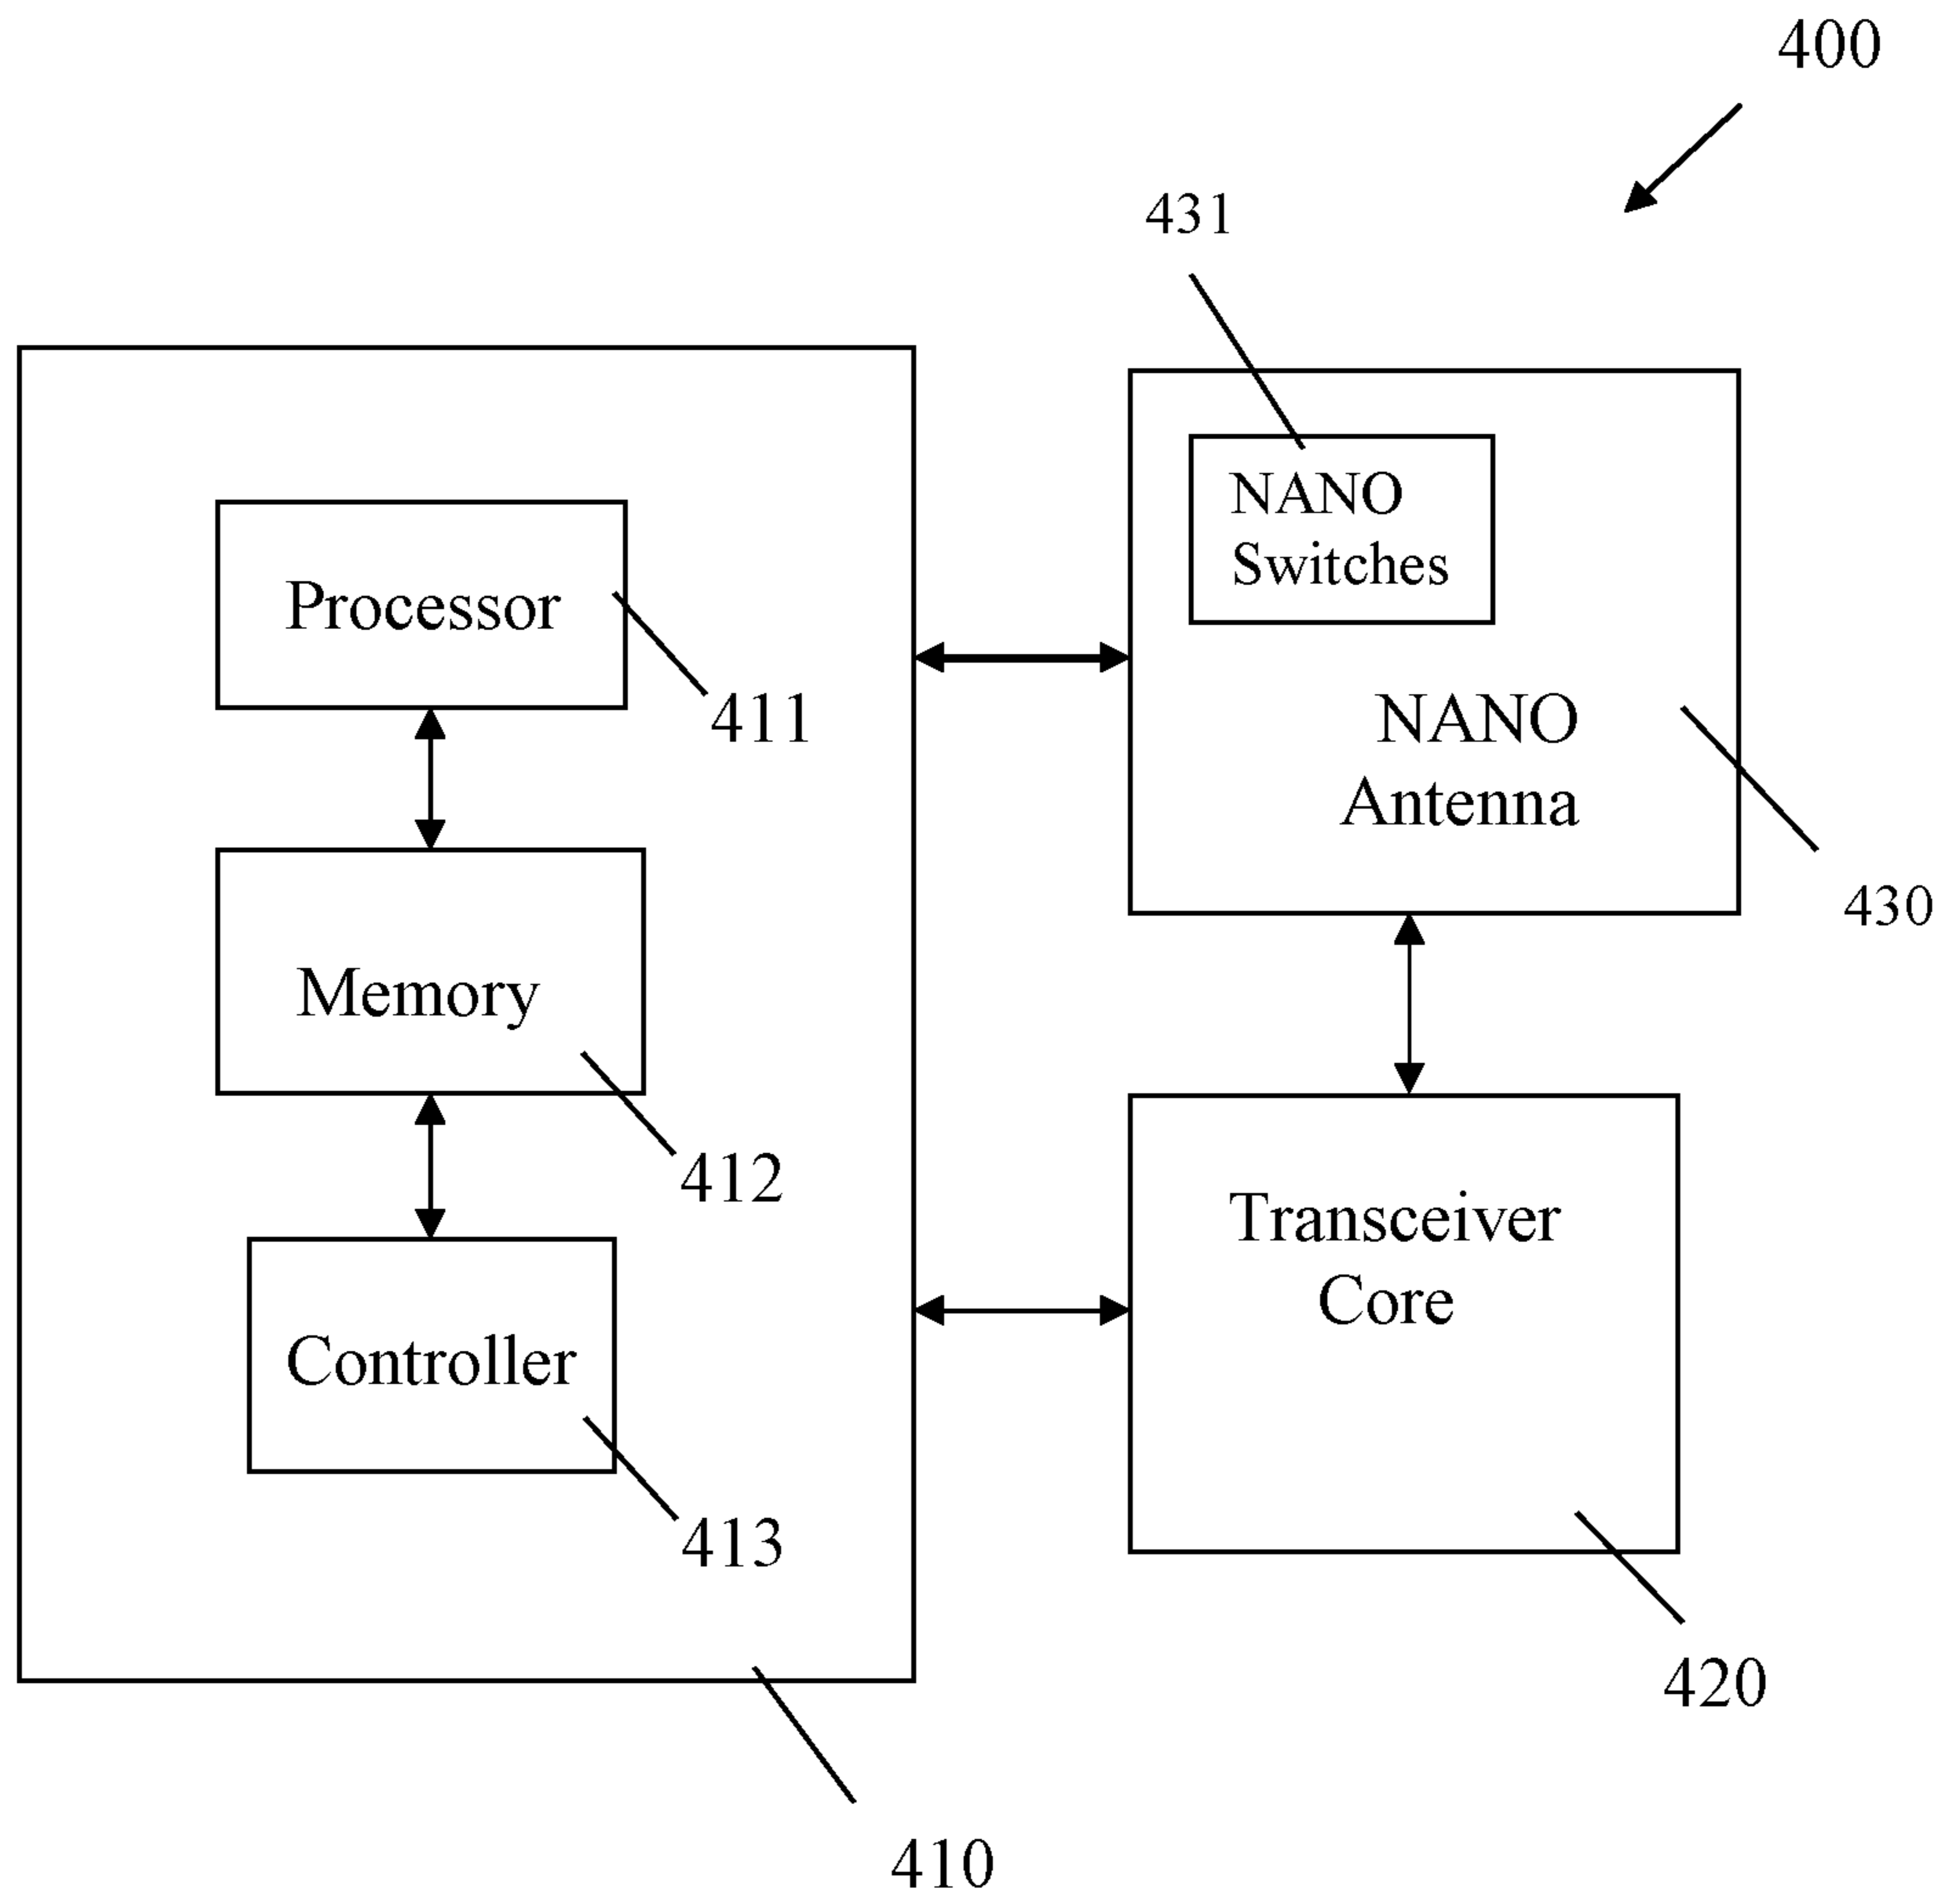 400
431
NANO
Switches
Processor
411
NANO
Antenna
430
Memory
412
Transceiver
Core
Controller
413
420
410